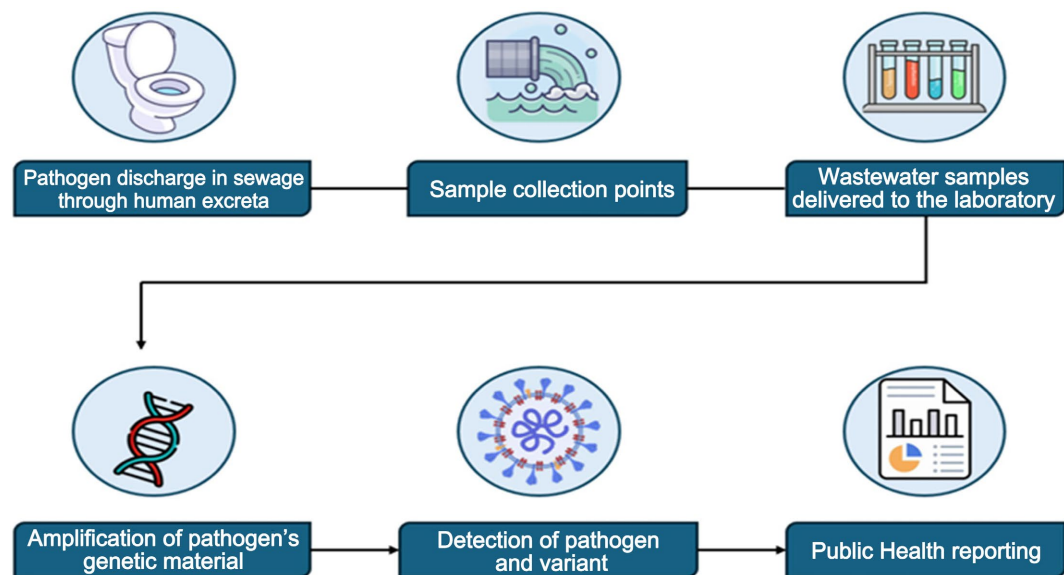 Pathogen discharge in sewage
through human excreta
Sample collection points
Wastewater samples
delivered to the laboratory
Amplification of pathogen’s
genetic material
Detection of pathogen
and variant
Public Health reporting